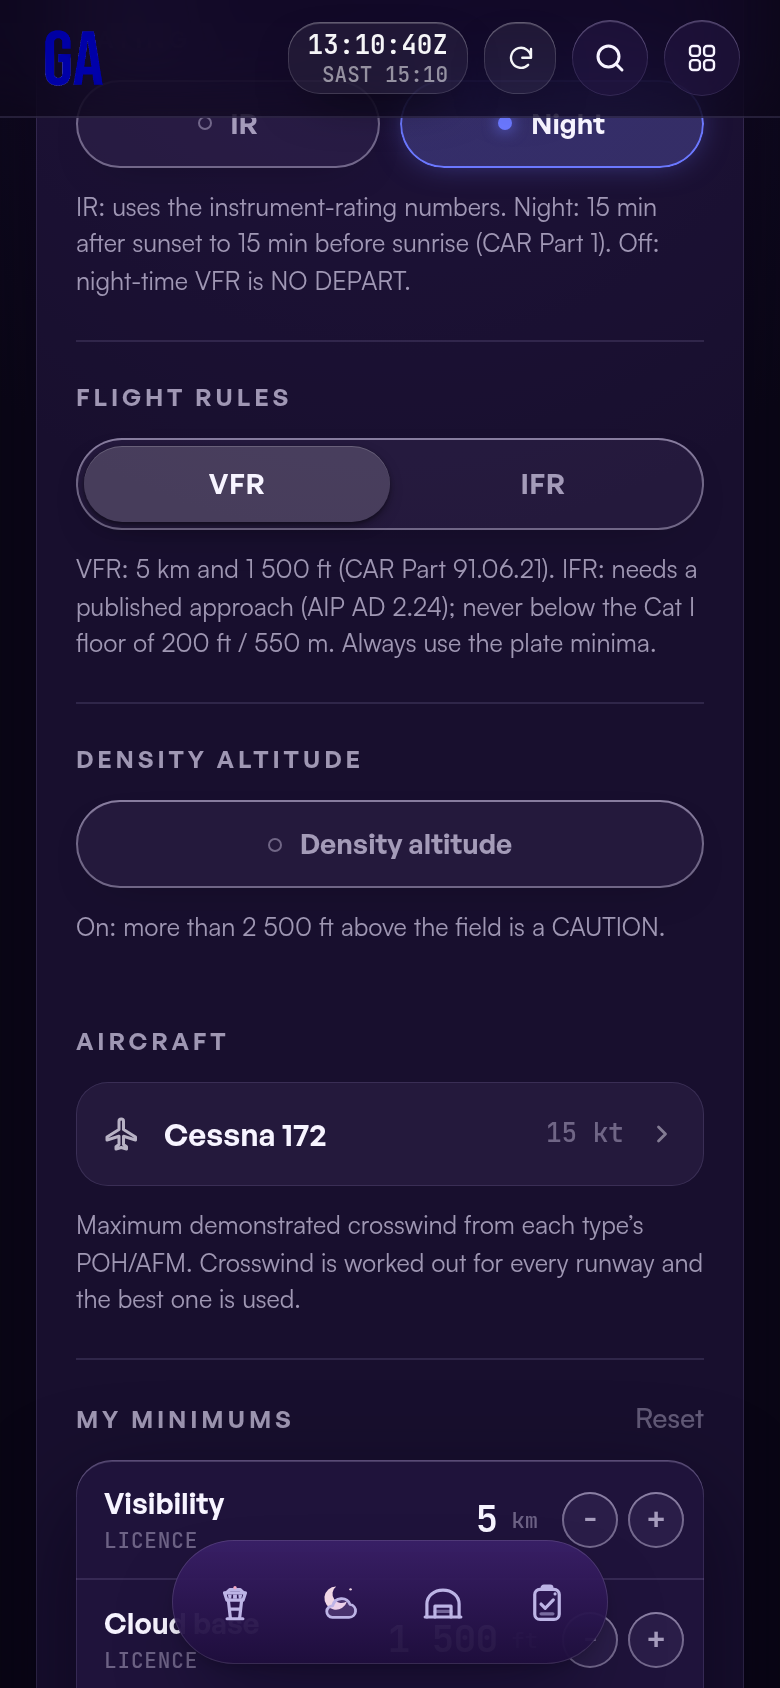 GA
13:10:40Z
SAST 15:10
IR
Night
IR: uses the instrument-rating numbers. Night: 15 min
after sunset to 15 min before sunrise (CAR Part 1). Off:
night-time VFR is NO DEPART.
FLIGHT RULES
VFR
IFR
VFR: 5 km and 1 500 ft (CAR Part 91.06.21). IFR: needs a
published approach (AIP AD 2.24); never below the Cat I
floor of 200 ft / 550 m. Always use the plate minima.
DENSITY ALTITUDE
Density altitude
On: more than 2 500 ft above the field is a CAUTION.
AIRCRAFT
Cessna 172
15 kt
Maximum demonstrated crosswind from each type’s
POH/AFM. Crosswind is worked out for every runway and
the best one is used.
MY MINIMUMS
Reset
Visibility
5 km
- +
LICENCE
Cloud base
1 500 ft
- +
LICENCE